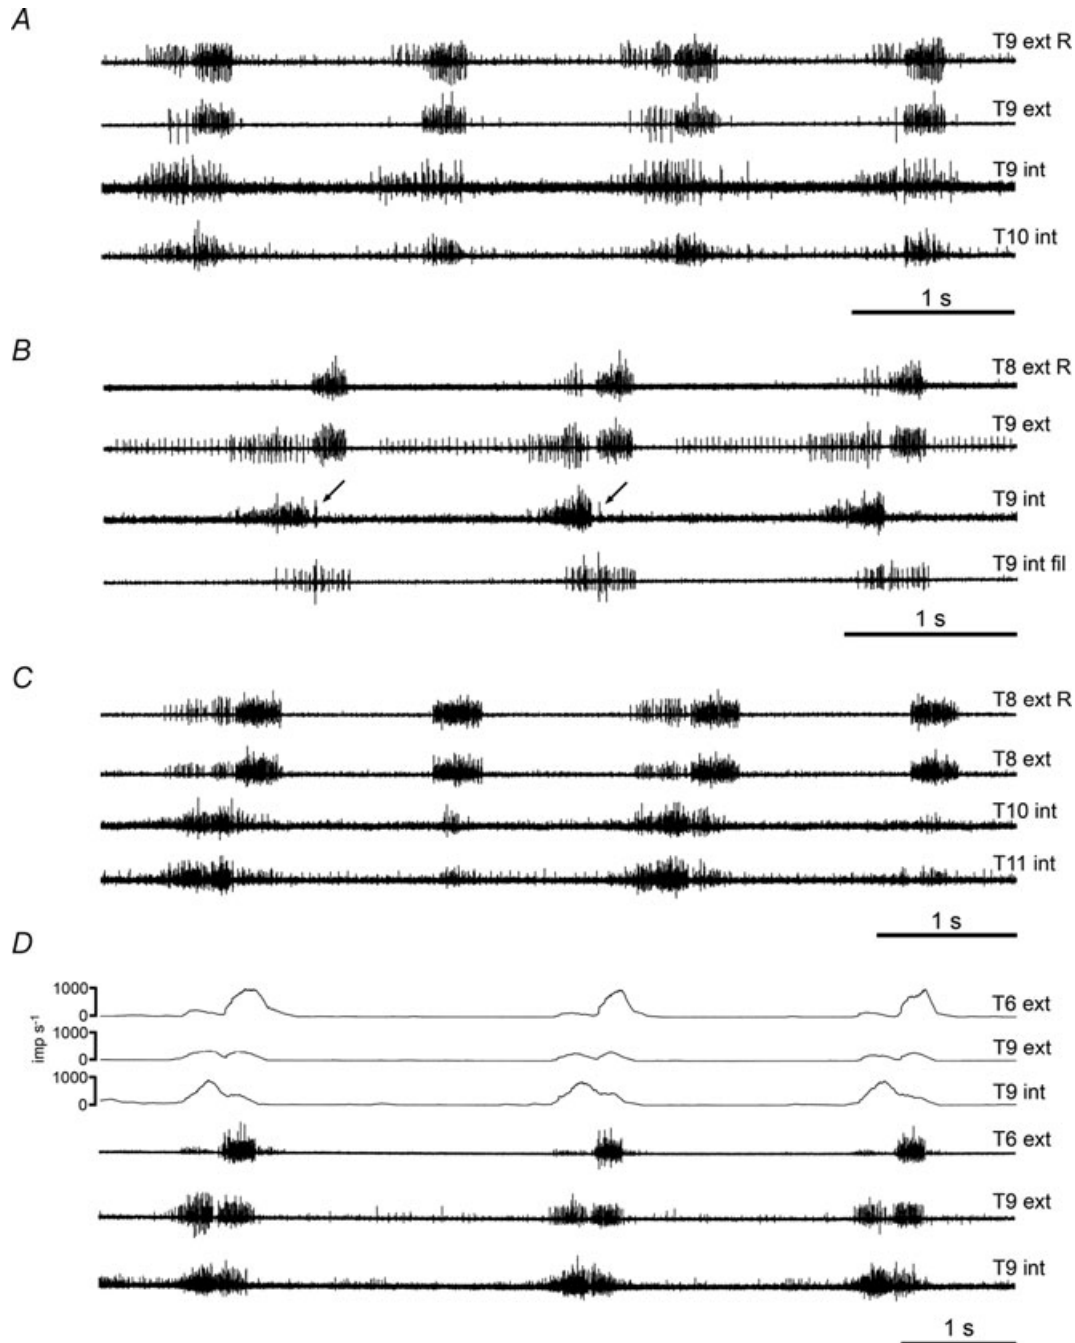 A
T9 ext R
T9 ext
T9 int
T10 int
1 s
B
T8 ext R
T9 ext
T9 int
T9 int fil
1 s
C
T8 ext R
T8 ext
T10 int
T11 int
1 s
D
1000
0
T6 ext
imp s⁻¹
1000
0
T9 ext
1000
0
T9 int
T6 ext
T9 ext
T9 int
1 s